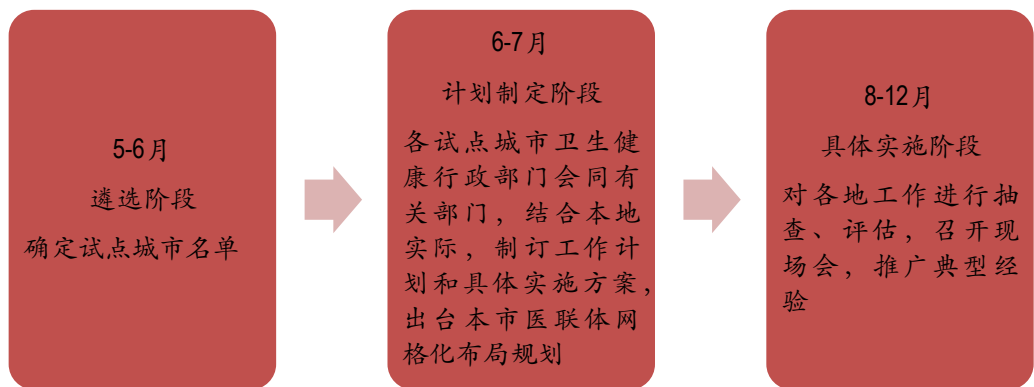 5-6月
遴选阶段
确定试点城市名单
6-7月
计划制定阶段
各试点城市卫生健
康行政部门会同有
关部门，结合本地
实际，制订工作计
划和具体实施方案，
出台本市医联体网
格化布局规划
8-12月
具体实施阶段
对各地工作进行抽
查、评估，召开现
场会，推广典型经
验